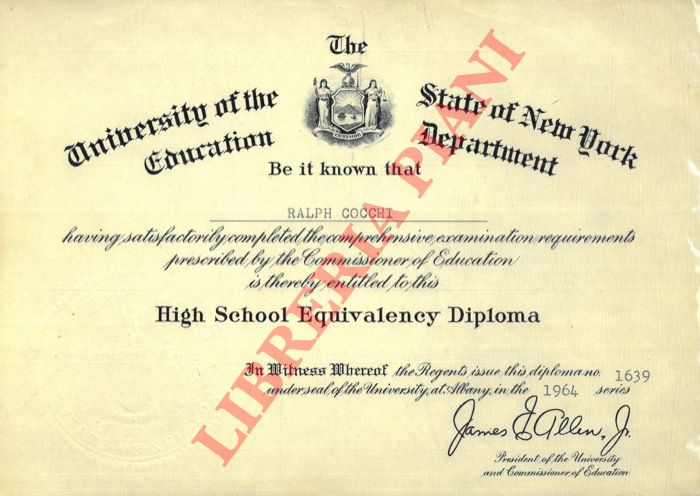 The
University of the State of New York
Education Department
EXCELSIOR
Be it known that
RALPH COCCHI
having satisfactorily completed the comprehensive examination requirements
prescribed by the Commissioner of Education
is thereby entitled to this
High School Equivalency Diploma
In Witness Whereof the Regents issue this diploma no. 1639
under seal of the University at Albany, in the 1964 series
James E Allen, Jr.
President of the University
and Commissioner of Education
LIBRERIA PIANI